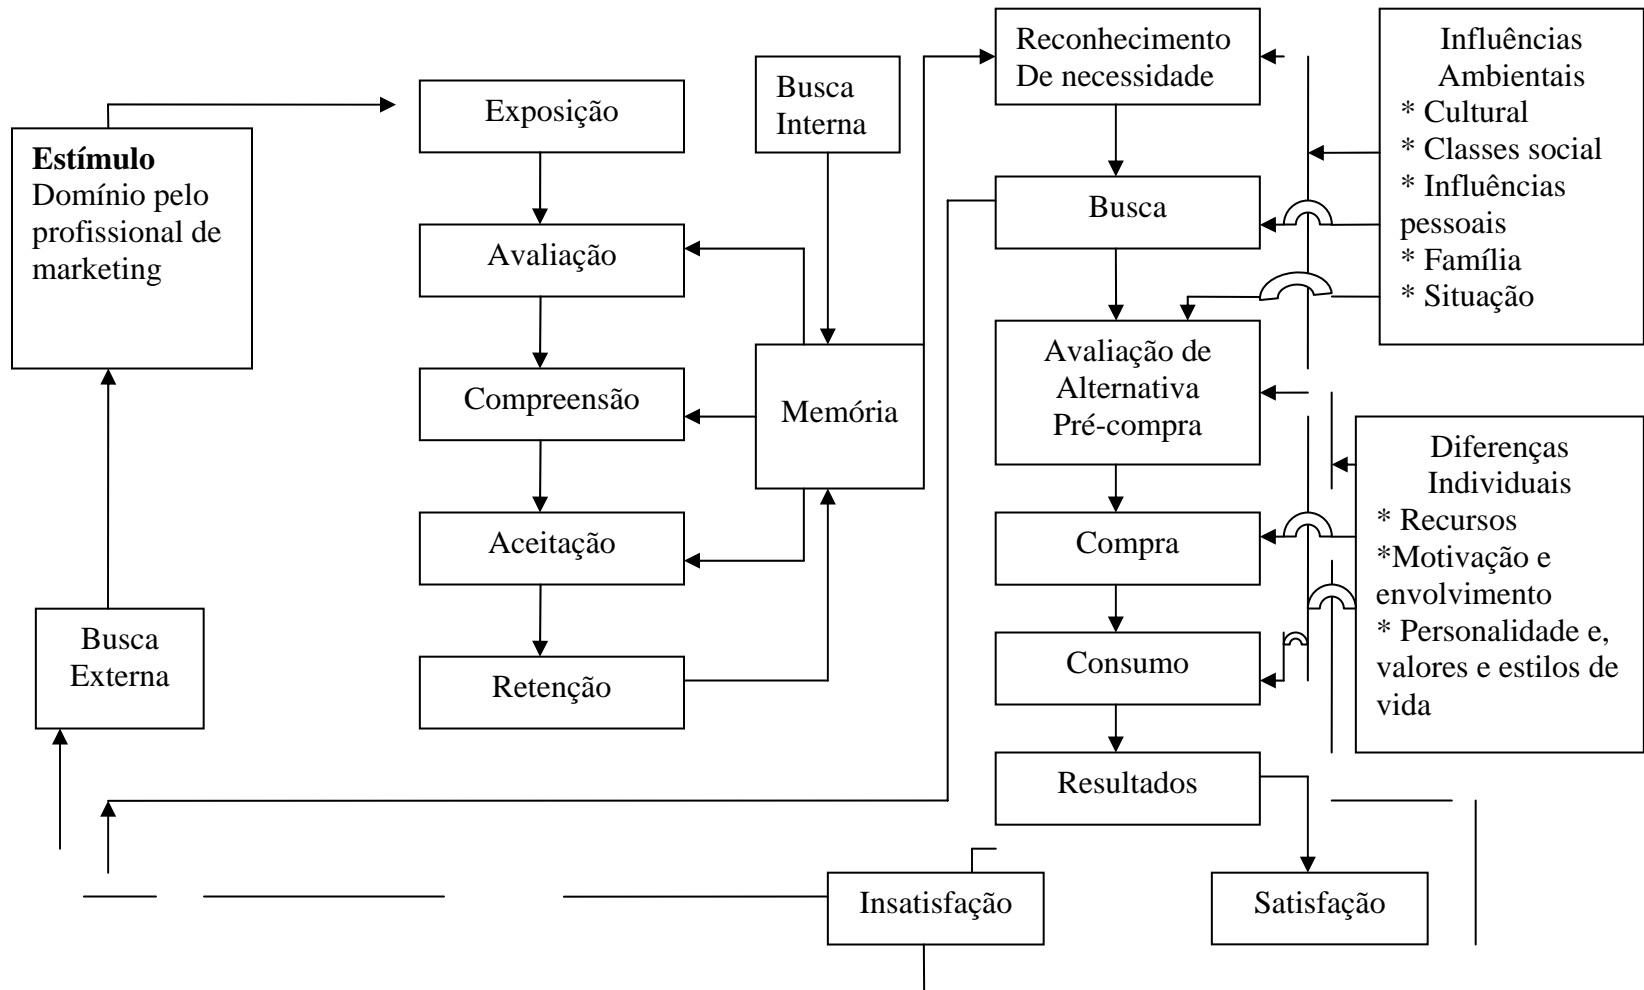 Estímulo
Domínio pelo
profissional de
marketing
Busca
Externa
Exposição
Avaliação
Compreensão
Aceitação
Retenção
Busca
Interna
Memória
Reconhecimento
De necessidade
Busca
Avaliação de
Alternativa
Pré-compra
Compra
Consumo
Resultados
Insatisfação
Satisfação
Influências
Ambientais
* Cultural
* Classes social
* Influências
pessoais
* Família
* Situação
Diferenças
Individuais
* Recursos
*Motivação e
envolvimento
* Personalidade e,
valores e estilos de
vida